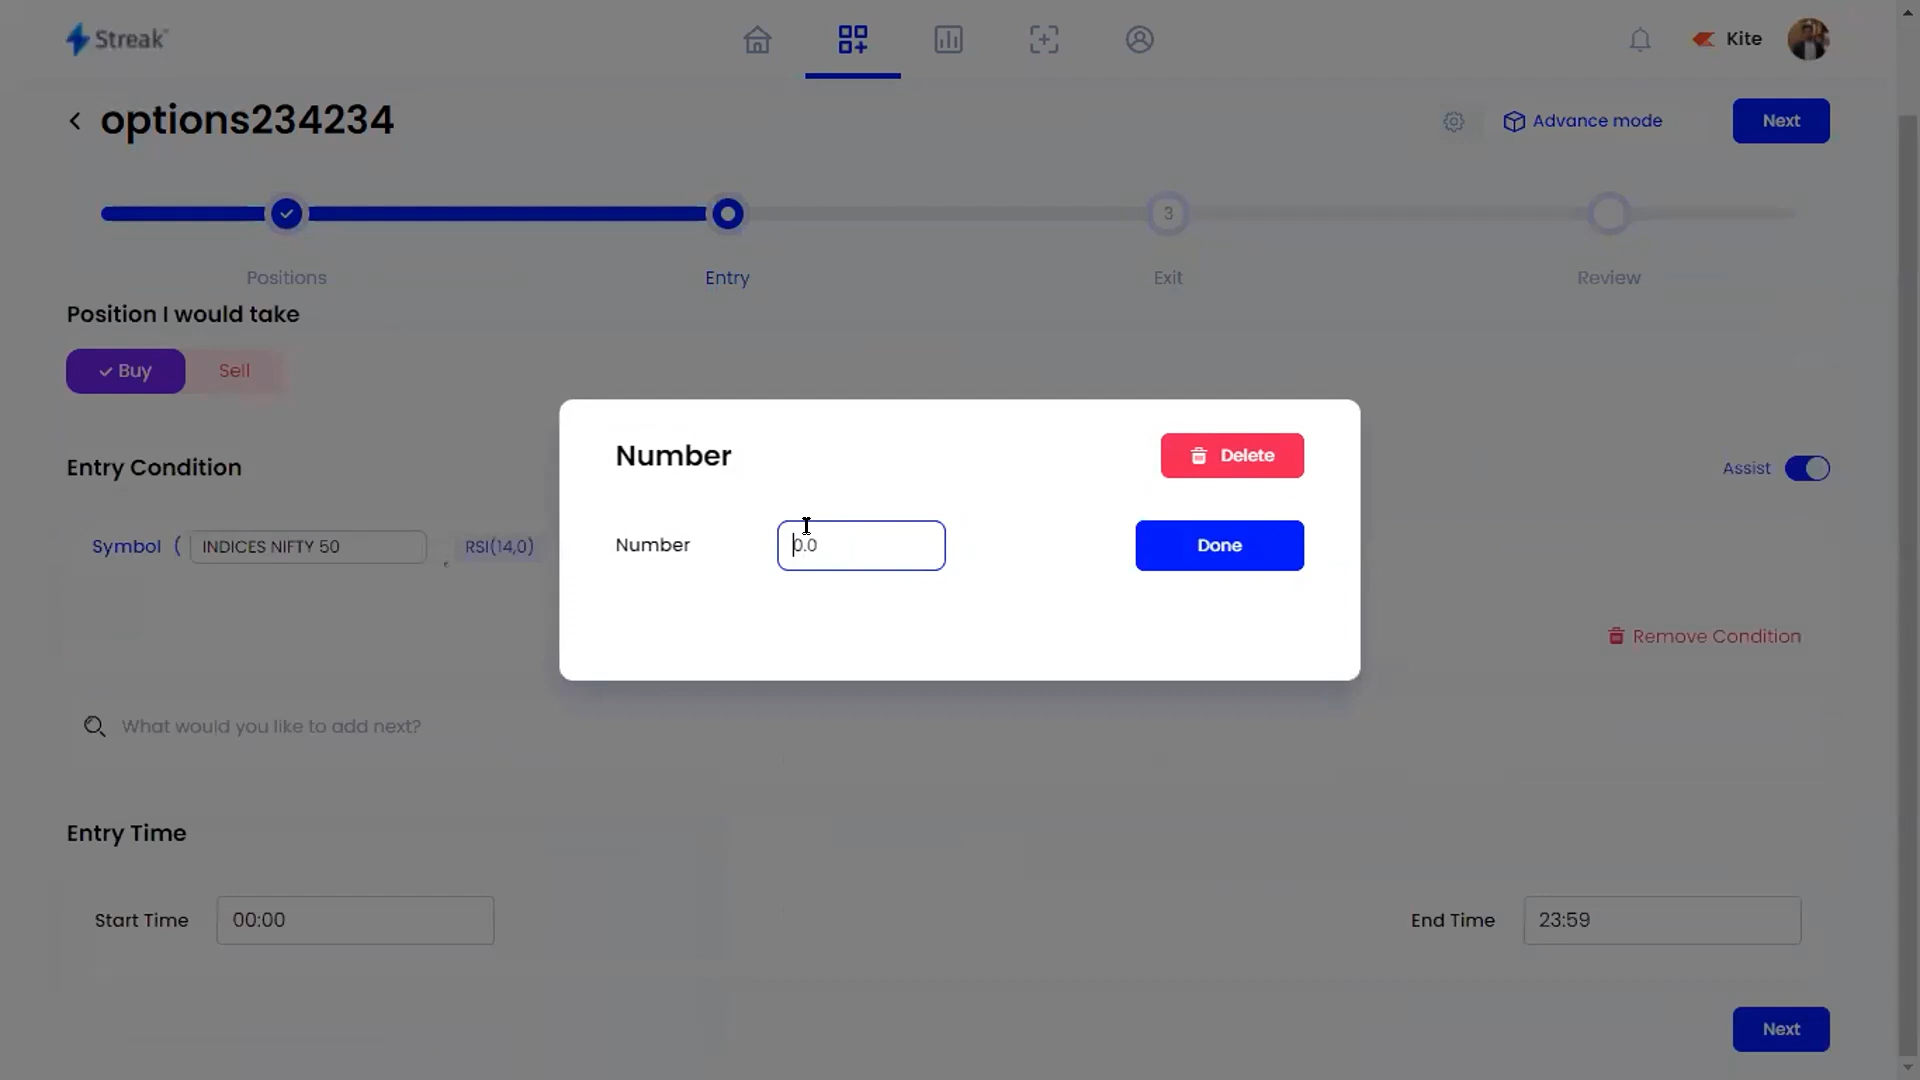 Streak
Kite
options234234
Advance mode
Next
3
Positions
Entry
Exit
Review
Position I would take
Buy
Sell
Number
Delete
Entry Condition
Assist
Symbol ( INDICES NIFTY 50 , RSI(14,0)
Number
0.0
Done
Remove Condition
What would you like to add next?
Entry Time
Start Time
00:00
End Time
23:59
Next